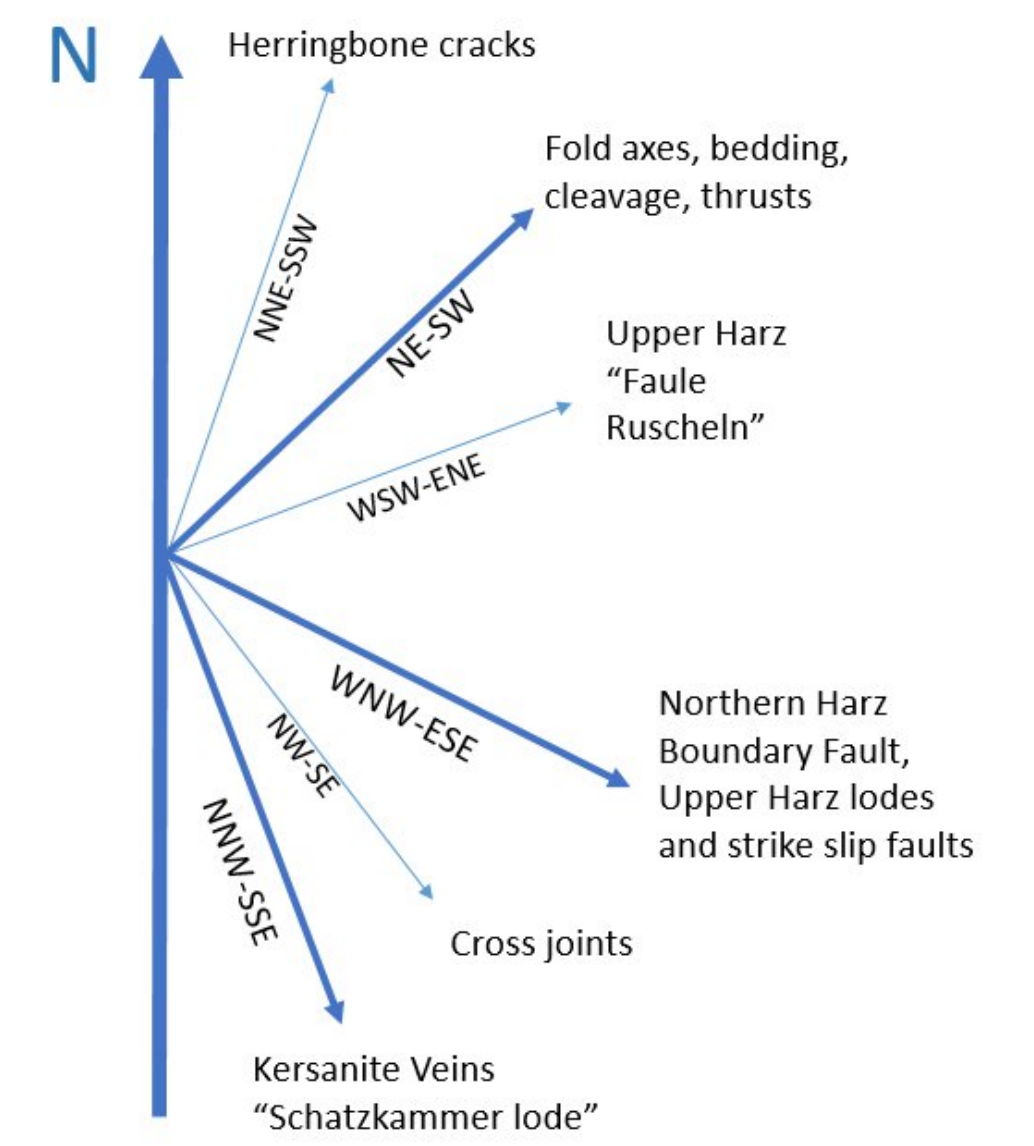 N
Herringbone cracks
NNE-SSW
Fold axes, bedding,
cleavage, thrusts
NE-SW
Upper Harz
“Faule
Ruscheln”
WSW-ENE
WNW-ESE
Northern Harz
Boundary Fault,
Upper Harz lodes
and strike slip faults
NW-SE
Cross joints
NNW-SSE
Kersanite Veins
“Schatzkammer lode”